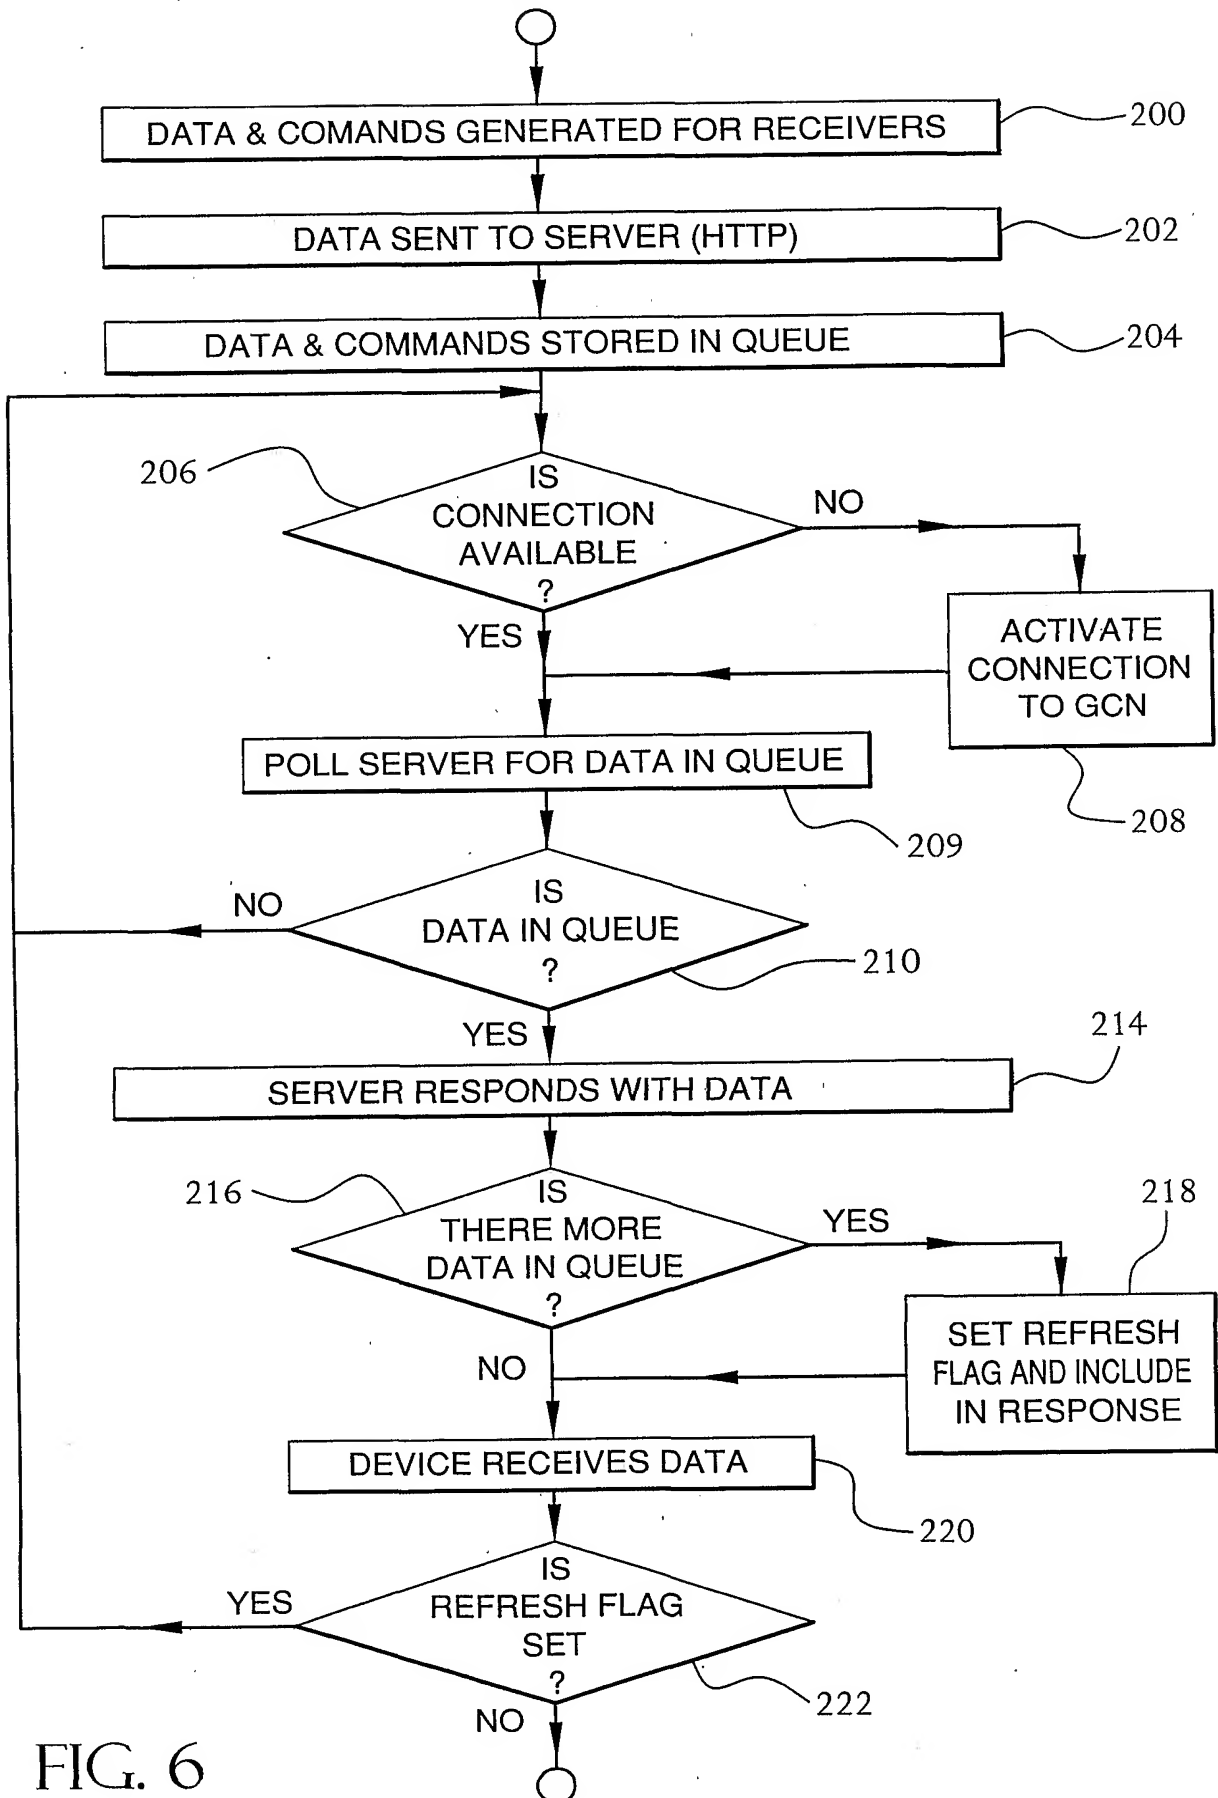 DATA & COMANDS GENERATED FOR RECEIVERS
200
DATA SENT TO SERVER (HTTP)
202
DATA & COMMANDS STORED IN QUEUE
204
206
IS
CONNECTION
AVAILABLE
?
NO
YES
ACTIVATE
CONNECTION
TO GCN
208
POLL SERVER FOR DATA IN QUEUE
209
IS
DATA IN QUEUE
?
NO
210
YES
214
SERVER RESPONDS WITH DATA
216
IS
THERE MORE
DATA IN QUEUE
?
YES
218
NO
SET REFRESH
FLAG AND INCLUDE
IN RESPONSE
DEVICE RECEIVES DATA
220
IS
REFRESH FLAG
SET
?
YES
222
NO
FIG. 6